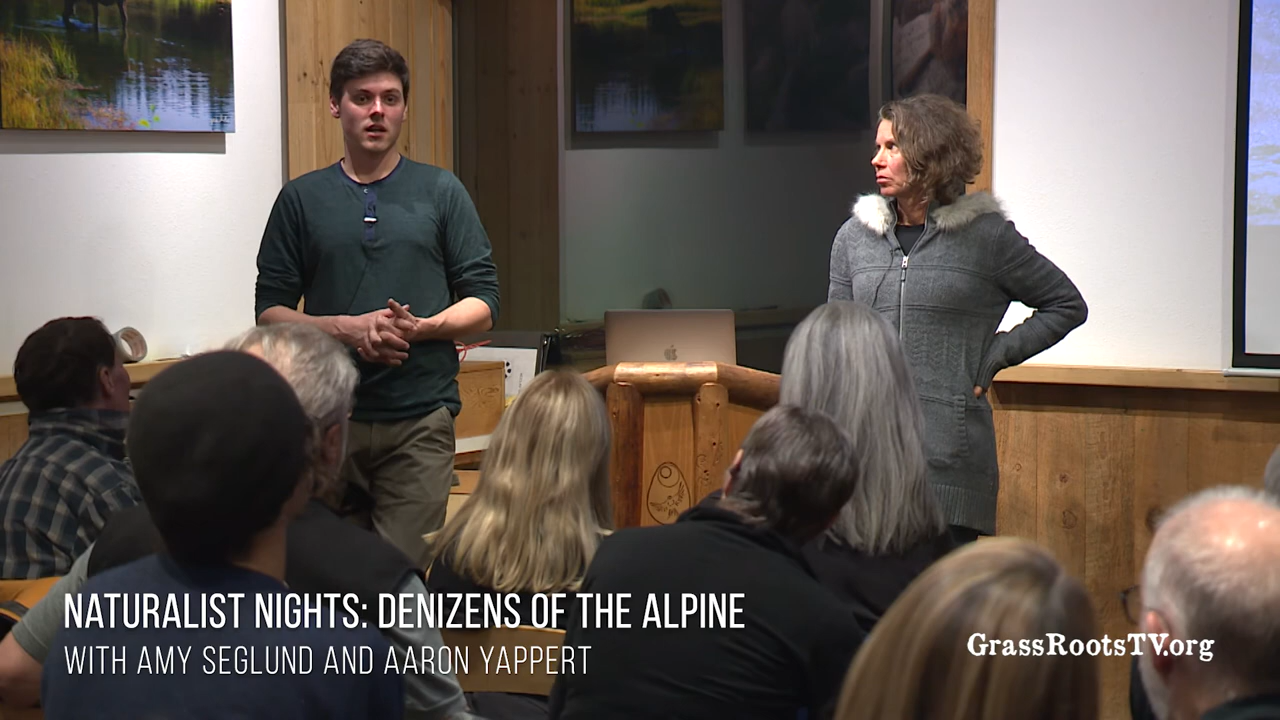 NATURALIST NIGHTS: DENIZENS OF THE ALPINE
WITH AMY SEGLUND AND AARON YAPPERT
GrassRootsTV.org